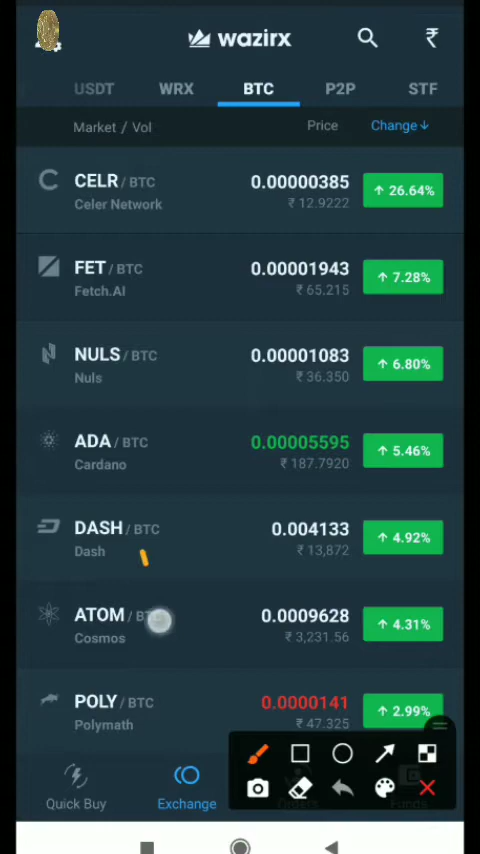 wazirx ₹
USDT WRX BTC P2P STF
Market / Vol Price Change ↓
CELR / BTC 0.00000385 ↑ 26.64%
Celer Network ₹ 12.9222
FET / BTC 0.00001943 ↑ 7.28%
Fetch.AI ₹ 65.215
NULS / BTC 0.00001083 ↑ 6.80%
Nuls ₹ 36.350
ADA / BTC 0.00005595 ↑ 5.46%
Cardano ₹ 187.7920
DASH / BTC 0.004133 ↑ 4.92%
Dash ₹ 13,872
ATOM / 0.0009628 ↑ 4.31%
Cosmos ₹ 3,231.56
POLY / BTC 0.0000141 ↑ 2.99%
Polymath ₹ 47.325
Quick Buy Exchange Orders Funds